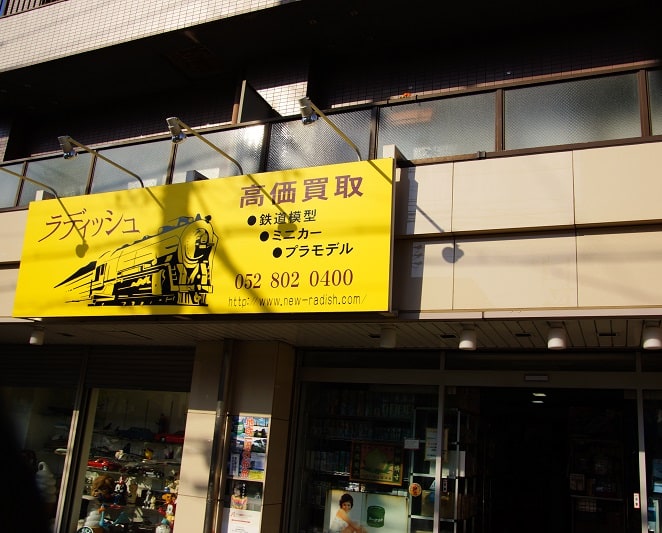 ラディッシュ
高価買取
●鉄道模型
●ミニカー
●プラモデル
052 802 0400
http://www.new-radish.com/